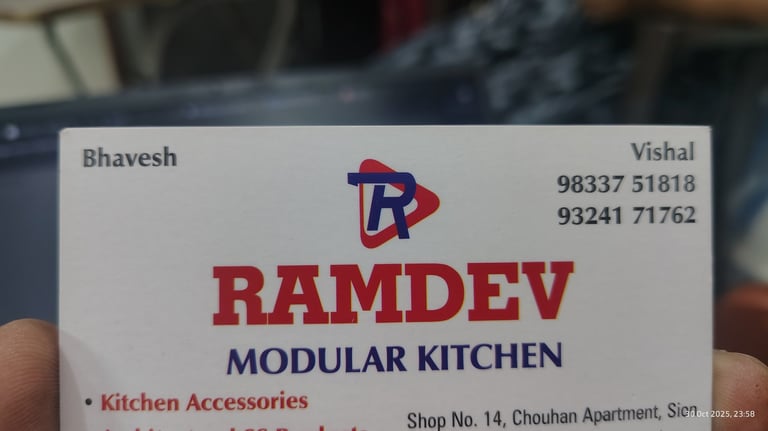 Bhavesh
Vishal
98337 51818
93241 71762
R
RAMDEV
MODULAR KITCHEN
• Kitchen Accessories
Shop No. 14, Chouhan Apartment, Sion
30 Oct 2025, 23:58